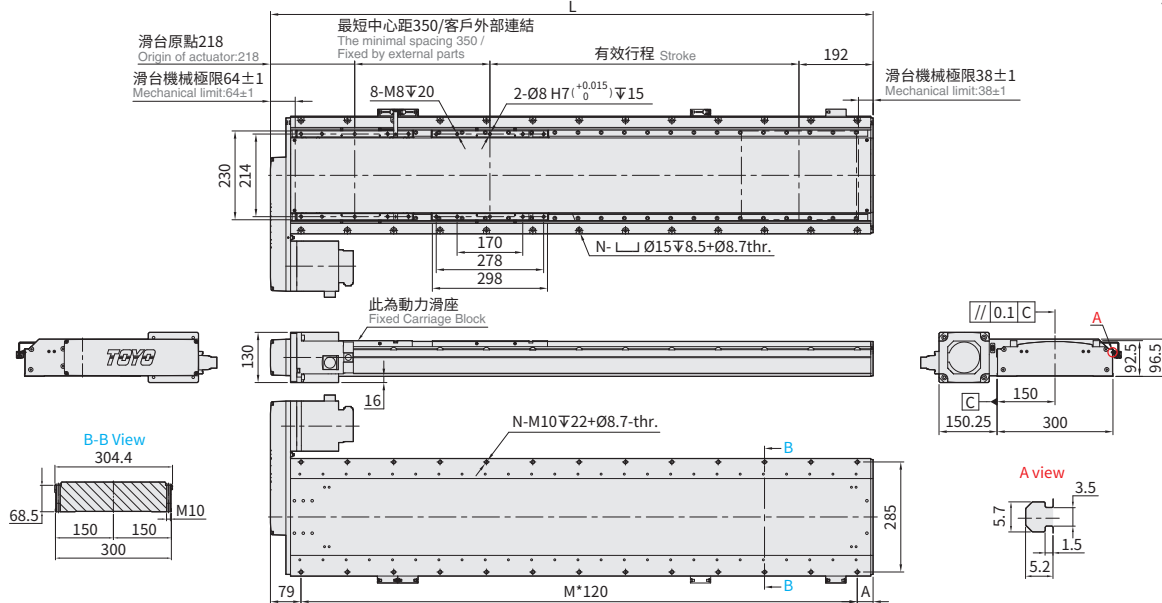 L
最短中心距350/客戶外部連結
The minimal spacing 350 /
Fixed by external parts
滑台原點218
Origin of actuator:218
有效行程 Stroke
192
滑台機械極限64±1
Mechanical limit:64±1
滑台機械極限38±1
Mechanical limit:38±1
8-M8↧20
2-Ø8 H7(+0.015 0)↧15
230
214
170
278
298
N-⌴Ø15↧8.5+Ø8.7thr.
此為動力滑座
Fixed Carriage Block
TOYO
130
16
// 0.1 C
A
92.5
96.5
C
150
150.25
300
N-M10↧22+Ø8.7-thr.
B-B View
304.4
68.5
M10
150
150
300
B
B
285
79
M*120
A
A view
3.5
5.7
1.5
5.2